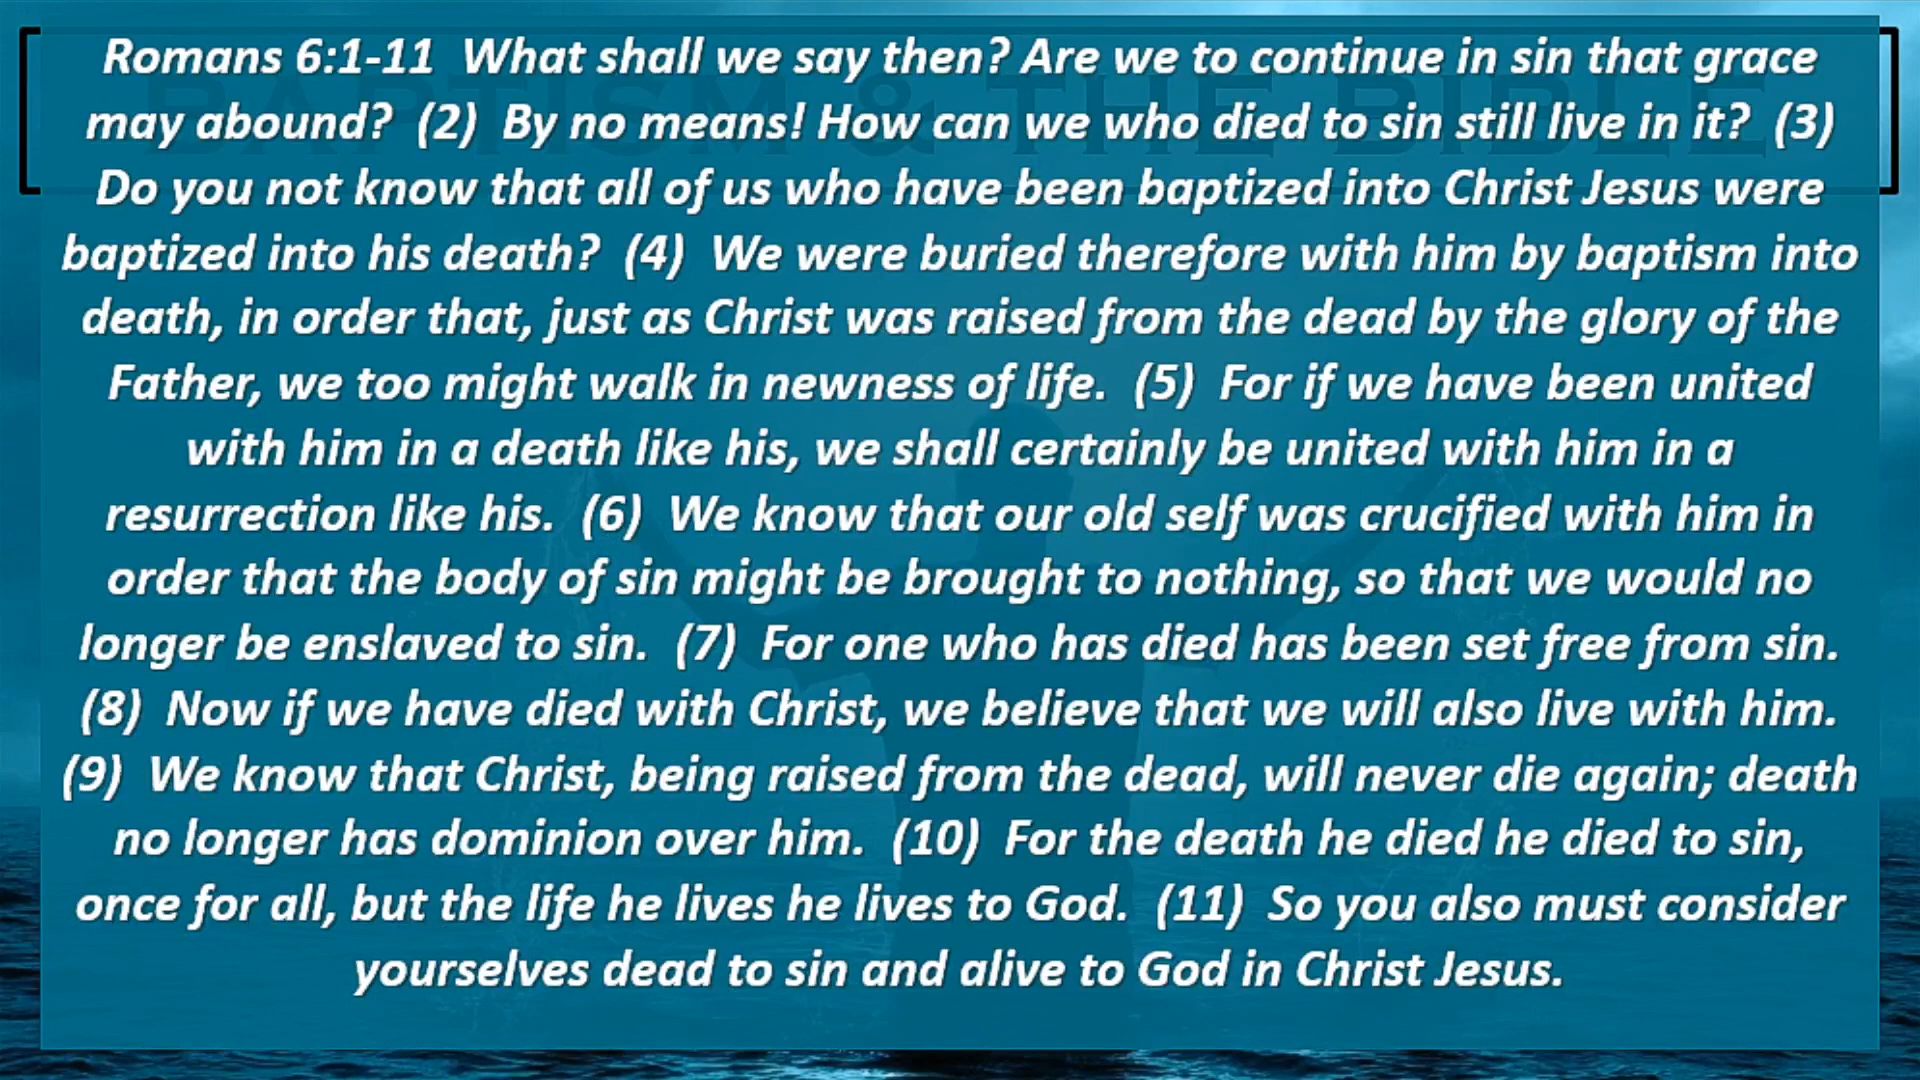 BAPTISM & THE BIBLE
Romans 6:1-11 What shall we say then? Are we to continue in sin that grace
may abound? (2) By no means! How can we who died to sin still live in it? (3)
Do you not know that all of us who have been baptized into Christ Jesus were
baptized into his death? (4) We were buried therefore with him by baptism into
death, in order that, just as Christ was raised from the dead by the glory of the
Father, we too might walk in newness of life. (5) For if we have been united
with him in a death like his, we shall certainly be united with him in a
resurrection like his. (6) We know that our old self was crucified with him in
order that the body of sin might be brought to nothing, so that we would no
longer be enslaved to sin. (7) For one who has died has been set free from sin.
(8) Now if we have died with Christ, we believe that we will also live with him.
(9) We know that Christ, being raised from the dead, will never die again; death
no longer has dominion over him. (10) For the death he died he died to sin,
once for all, but the life he lives he lives to God. (11) So you also must consider
yourselves dead to sin and alive to God in Christ Jesus.